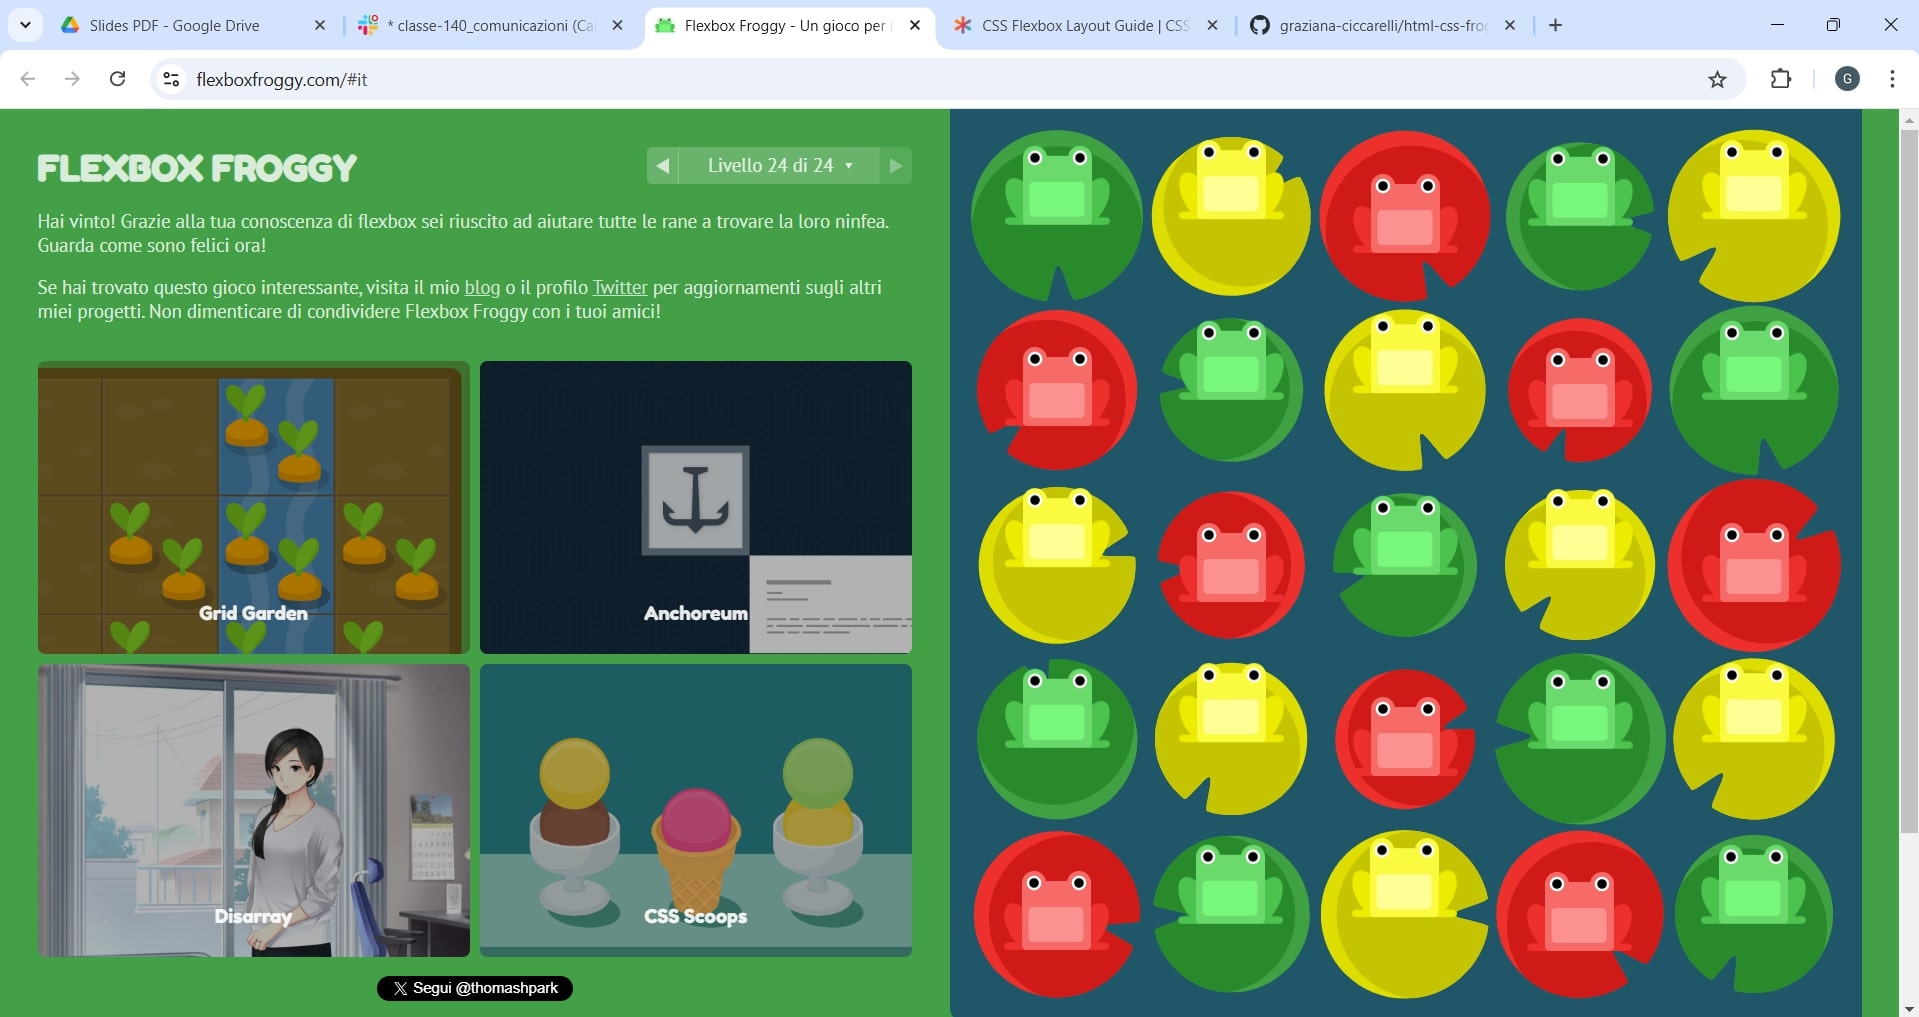 Slides PDF - Google Drive
* classe-140_comunicazioni (Ca
Flexbox Froggy - Un gioco per i
CSS Flexbox Layout Guide | CSS
graziana-ciccarelli/html-css-frog
flexboxfroggy.com/#it
G
FLEXBOX FROGGY
Livello 24 di 24
Hai vinto! Grazie alla tua conoscenza di flexbox sei riuscito ad aiutare tutte le rane a trovare la loro ninfea.
Guarda come sono felici ora!
Se hai trovato questo gioco interessante, visita il mio blog o il profilo Twitter per aggiornamenti sugli altri
miei progetti. Non dimenticare di condividere Flexbox Froggy con i tuoi amici!
Grid Garden
Anchoreum
Disarray
CSS Scoops
Segui @thomashpark